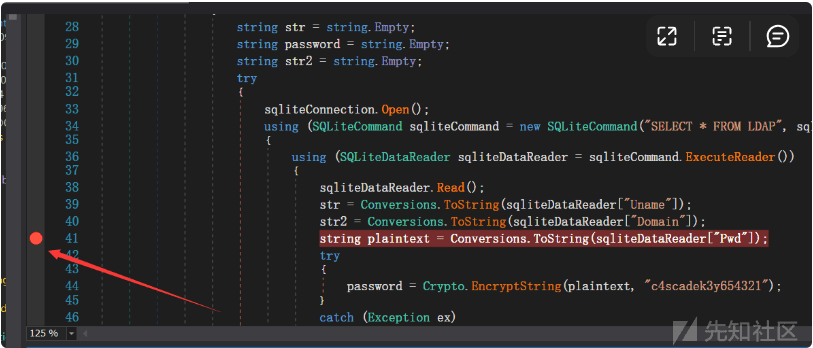 28 string str = string.Empty;
29 string password = string.Empty;
30 string str2 = string.Empty;
31 try
32 {
33 sqliteConnection.Open();
34 using (SQLiteCommand sqliteCommand = new SQLiteCommand("SELECT * FROM LDAP", sq
35 {
36 using (SQLiteDataReader sqliteDataReader = sqliteCommand.ExecuteReader())
37 {
38 sqliteDataReader.Read();
39 str = Conversions.ToString(sqliteDataReader["Uname"]);
40 str2 = Conversions.ToString(sqliteDataReader["Domain"]);
41 string plaintext = Conversions.ToString(sqliteDataReader["Pwd"]);
42 try
43 {
44 password = Crypto.EncryptString(plaintext, "c4scadek3y654321");
45 }
46 catch (Exception ex)
125 %
先知社区